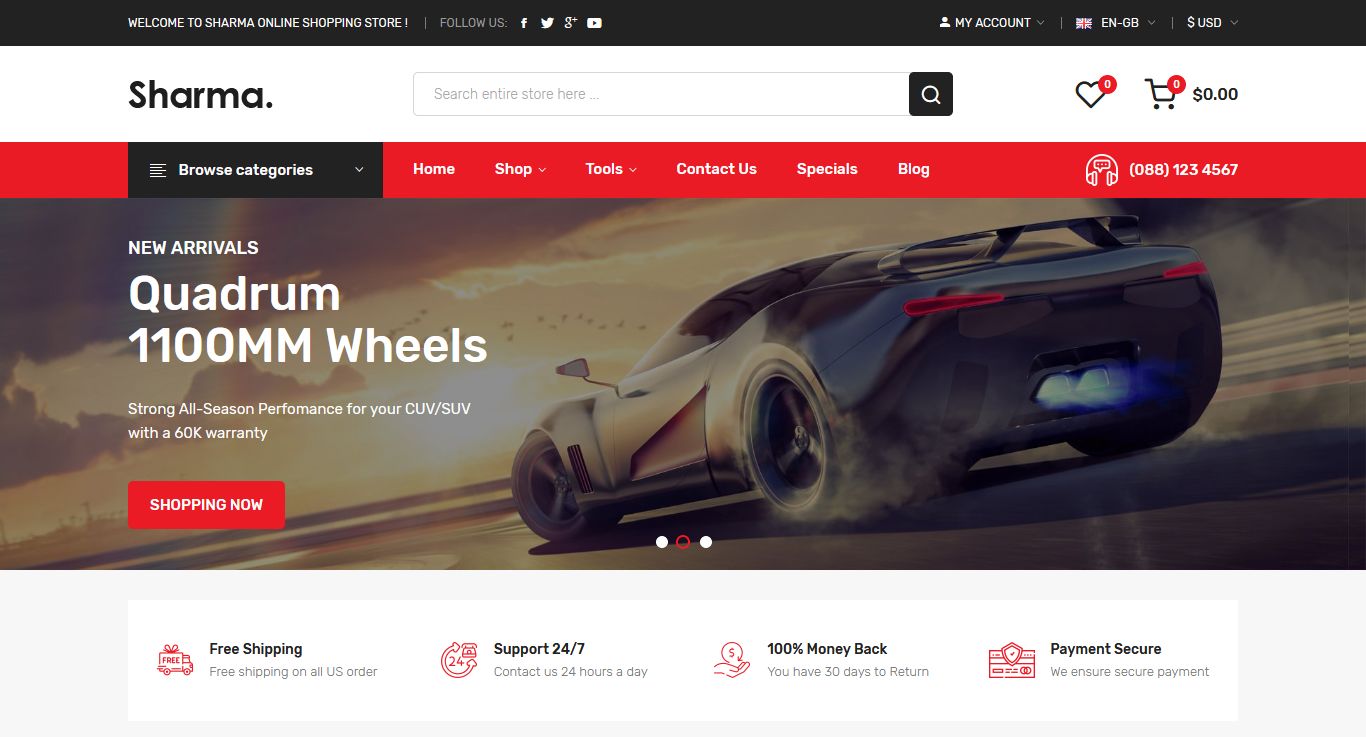 WELCOME TO SHARMA ONLINE SHOPPING STORE !
FOLLOW US:
MY ACCOUNT
EN-GB
$ USD
Sharma.
Search entire store here ...
0
0
$0.00
Browse categories
Home
Shop
Tools
Contact Us
Specials
Blog
(088) 123 4567
NEW ARRIVALS
Quadrum
1100MM Wheels
Strong All-Season Perfomance for your CUV/SUV
with a 60K warranty
SHOPPING NOW
FREE
Free Shipping
Free shipping on all US order
24
Support 24/7
Contact us 24 hours a day
$
100% Money Back
You have 30 days to Return
Payment Secure
We ensure secure payment